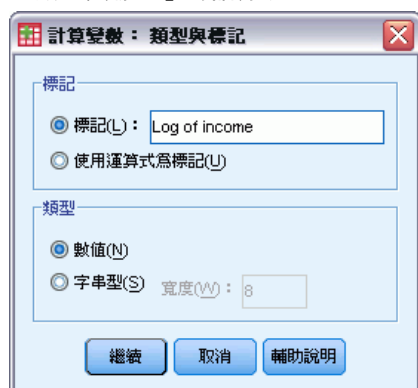 計算變數：類型與標記
標記
標記(L)： Log of income
使用運算式為標記(U)
類型
數值(N)
字串型(S) 寬度(W)： 8
繼續 取消 輔助說明